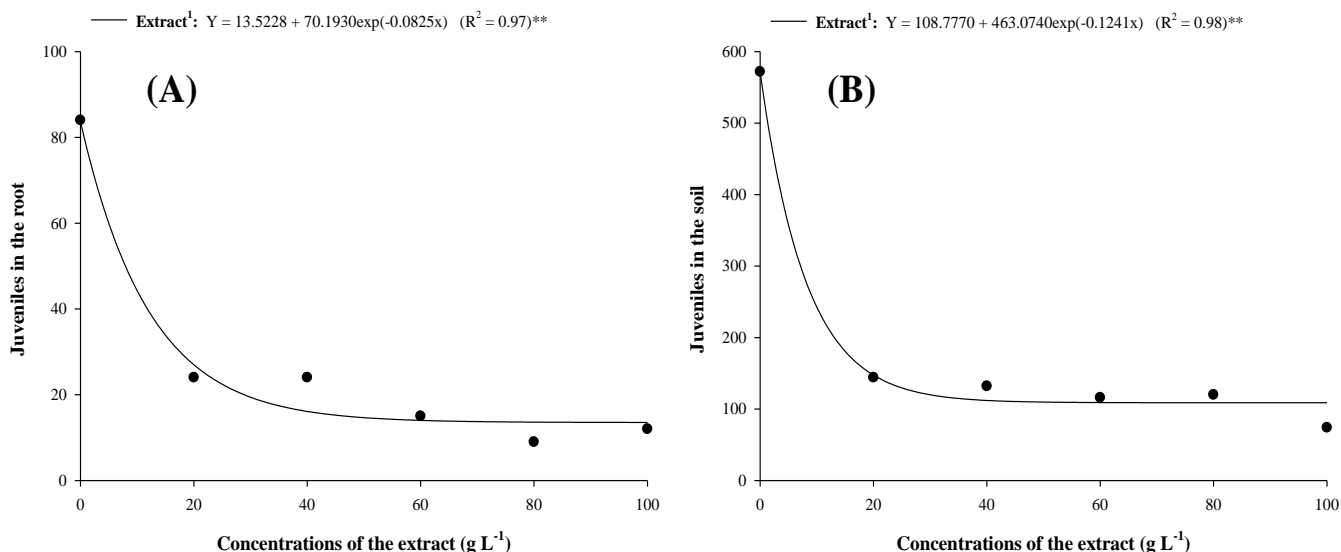 Extract¹: Y = 13.5228 + 70.1930exp(-0.0825x) (R² = 0.97)**
(A)
Juveniles in the root
100
80
60
40
20
0
0 20 40 60 80 100
Concentrations of the extract (g L⁻¹)
Extract¹: Y = 108.7770 + 463.0740exp(-0.1241x) (R² = 0.98)**
(B)
Juveniles in the soil
600
500
400
300
200
100
0
0 20 40 60 80 100
Concentrations of the extract (g L⁻¹)